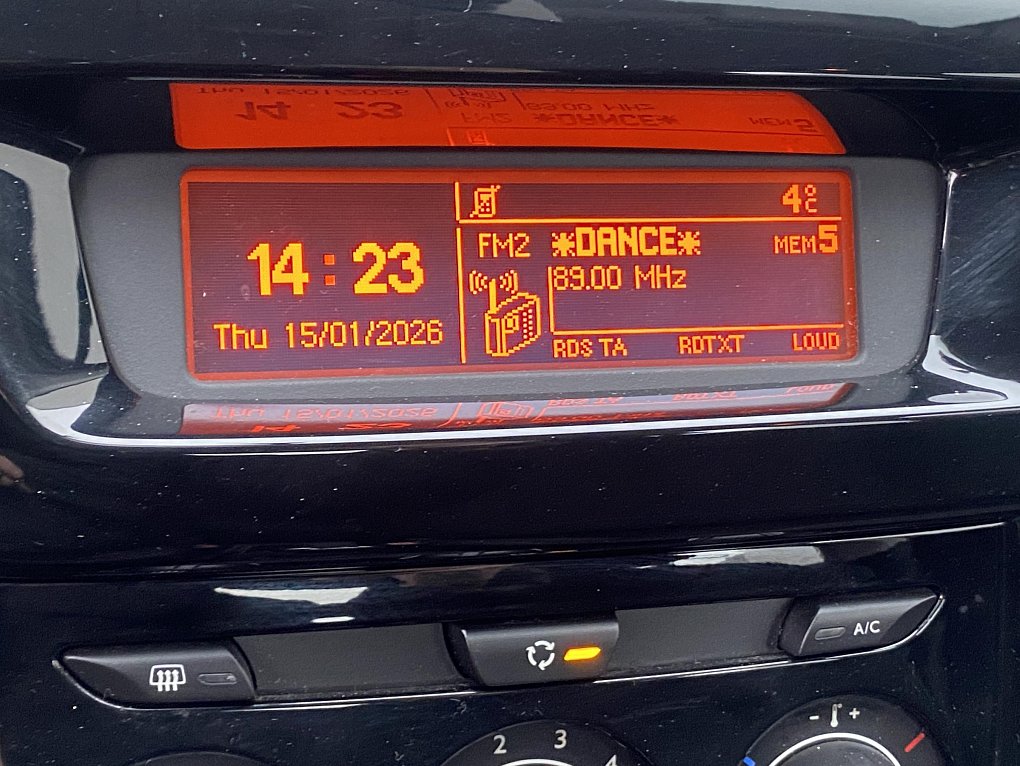 4°C
14:23
Thu 15/01/2026
FM2 *DANCE* MEM5
89.00 MHz
RDS TA RDTXT LOUD
A/C
- +
2 3 4